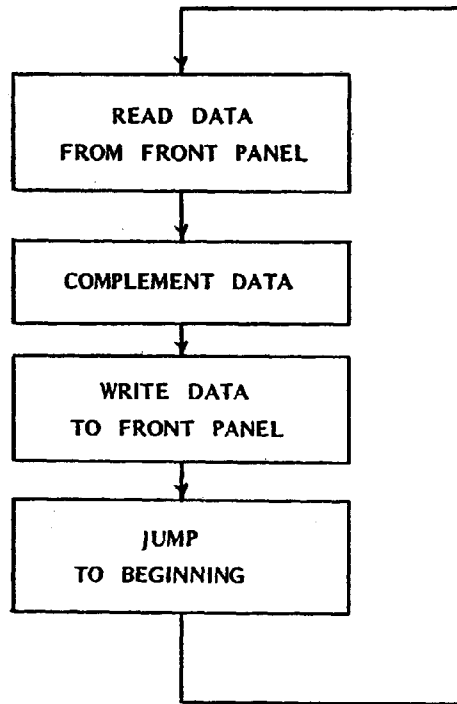 READ DATA
FROM FRONT PANEL
COMPLEMENT DATA
WRITE DATA
TO FRONT PANEL
JUMP
TO BEGINNING